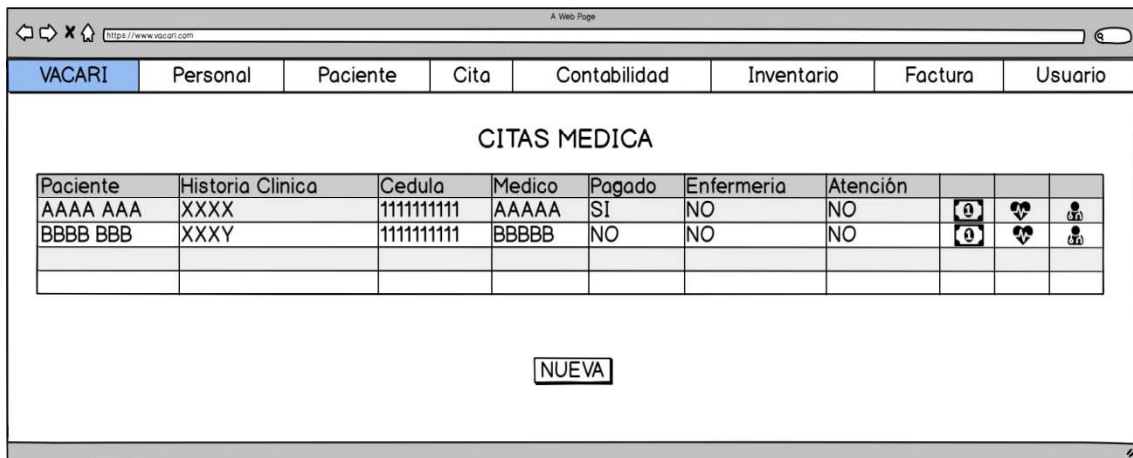 A Web Page
https://www.vacari.com
VACARI Personal Paciente Cita Contabilidad Inventario Factura Usuario
CITAS MEDICA
Paciente Historia Clinica Cedula Medico Pagado Enfermeria Atención
AAAA AAA XXXX 1111111111 AAAAA SI NO NO 1
BBBB BBB XXXY 1111111111 BBBBB NO NO NO 1
NUEVA